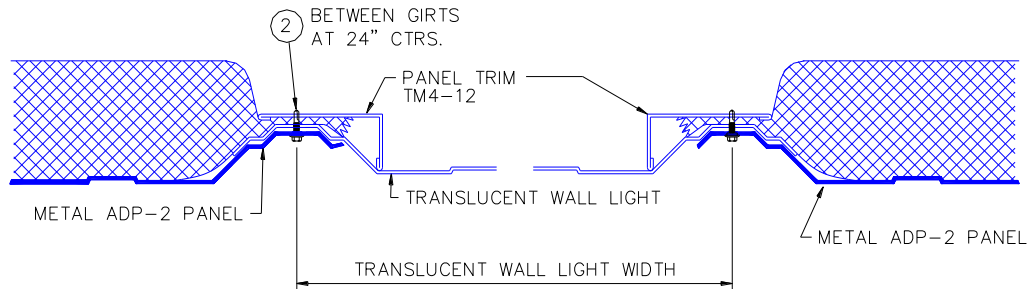 2 BETWEEN GIRTS
AT 24" CTRS.
PANEL TRIM
TM4-12
TRANSLUCENT WALL LIGHT
METAL ADP-2 PANEL
METAL ADP-2 PANEL
TRANSLUCENT WALL LIGHT WIDTH